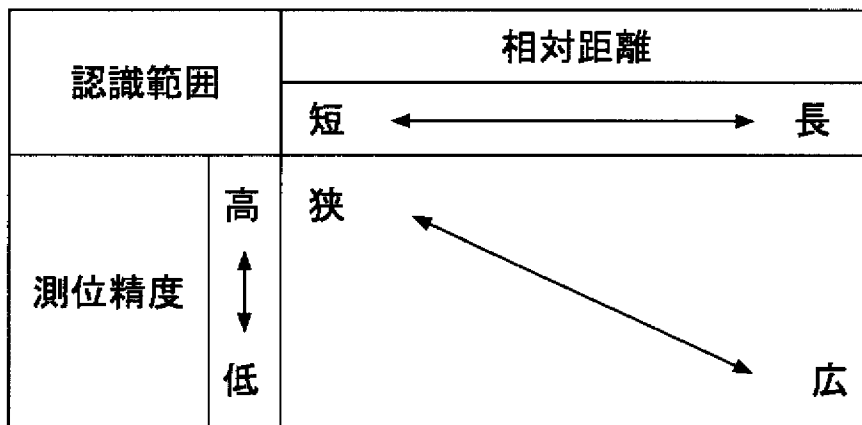 認識範囲
相対距離
短 長
測位精度
高 狭
低 広